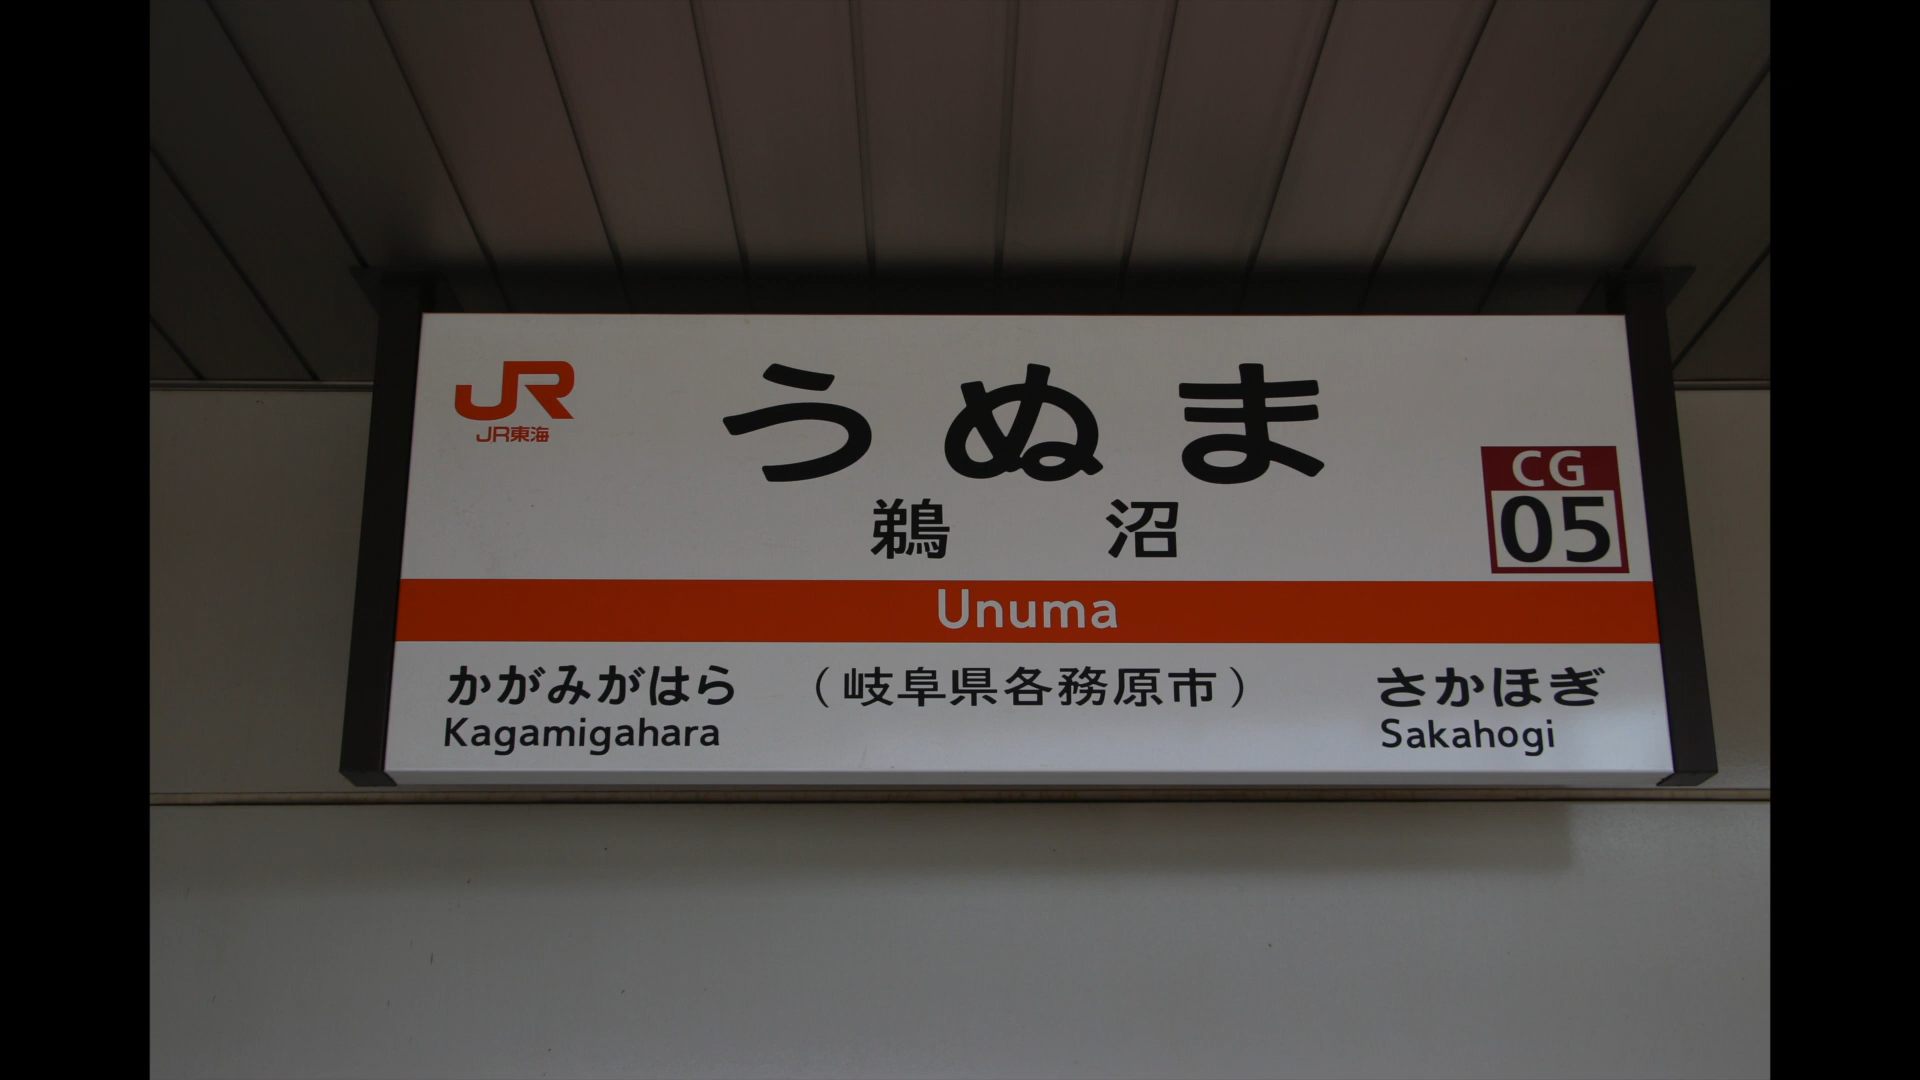 JR
JR東海
うぬま
鵜沼
CG
05
Unuma
かがみがはら
Kagamigahara
（岐阜県各務原市）
さかほぎ
Sakahogi